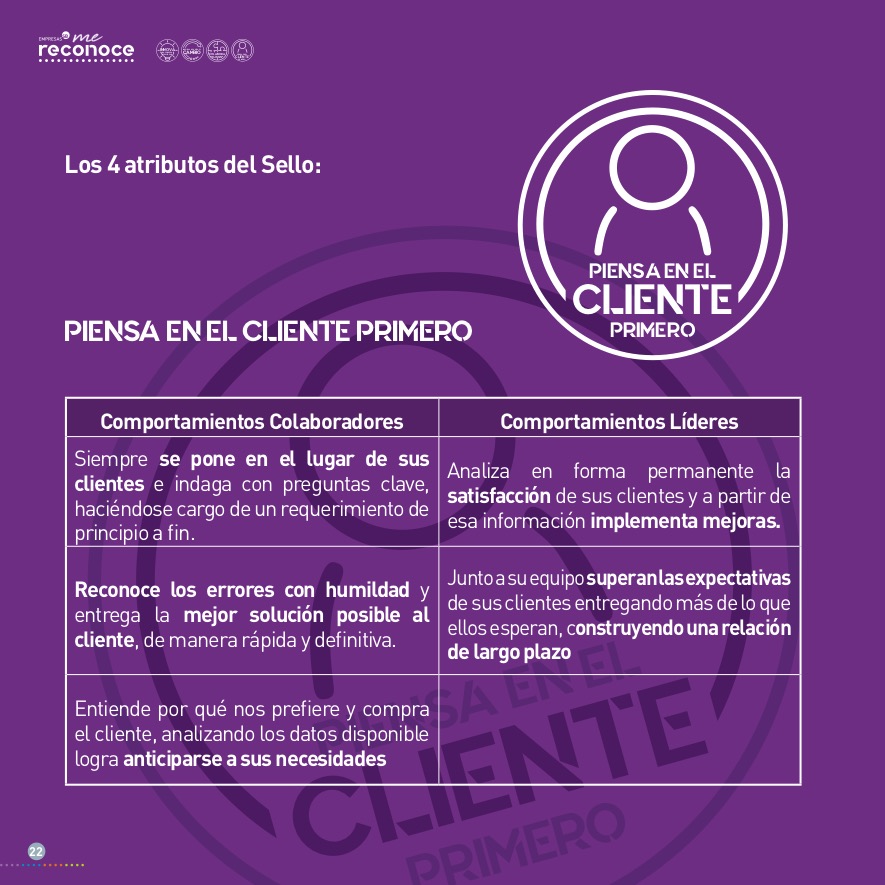 EMPRESAS me
reconoce
Los 4 atributos del Sello:
PIENSA EN EL
CLIENTE
PRIMERO
PIENSA EN EL CLIENTE PRIMERO
Comportamientos Colaboradores
Siempre se pone en el lugar de sus
clientes e indaga con preguntas clave,
haciéndose cargo de un requerimiento de
principio a fin.
Comportamientos Líderes
Analiza en forma permanente la
satisfacción de sus clientes y a partir de
esa información implementa mejoras.
Reconoce los errores con humildad y
entrega la mejor solución posible al
cliente, de manera rápida y definitiva.
Junto a su equipo superan las expectativas
de sus clientes entregando más de lo que
ellos esperan, construyendo una relación
de largo plazo
Entiende por qué nos prefiere y compra
el cliente, analizando los datos disponible
logra anticiparse a sus necesidades
PIENSA EN EL
CLIENTE
PRIMERO
22